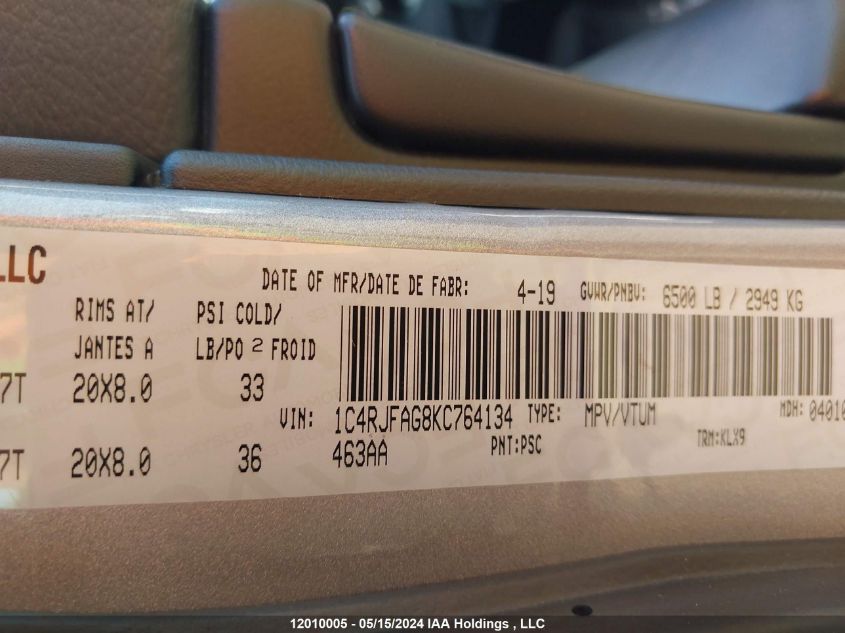 LLC
DATE OF MFR/DATE DE FABR: 4-19 GVWR/PNBV: 6500 LB / 2949 KG
RIMS AT/ PSI COLD/
JANTES A LB/PO 2 FROID
7T 20X8.0 33
VIN: 1C4RJFAG8KC764134 TYPE: MPV/VTUM MDH: 04010
463AA PNT:PSC TRM:KLX9
7T 20X8.0 36
12010005 - 05/15/2024 IAA Holdings , LLC